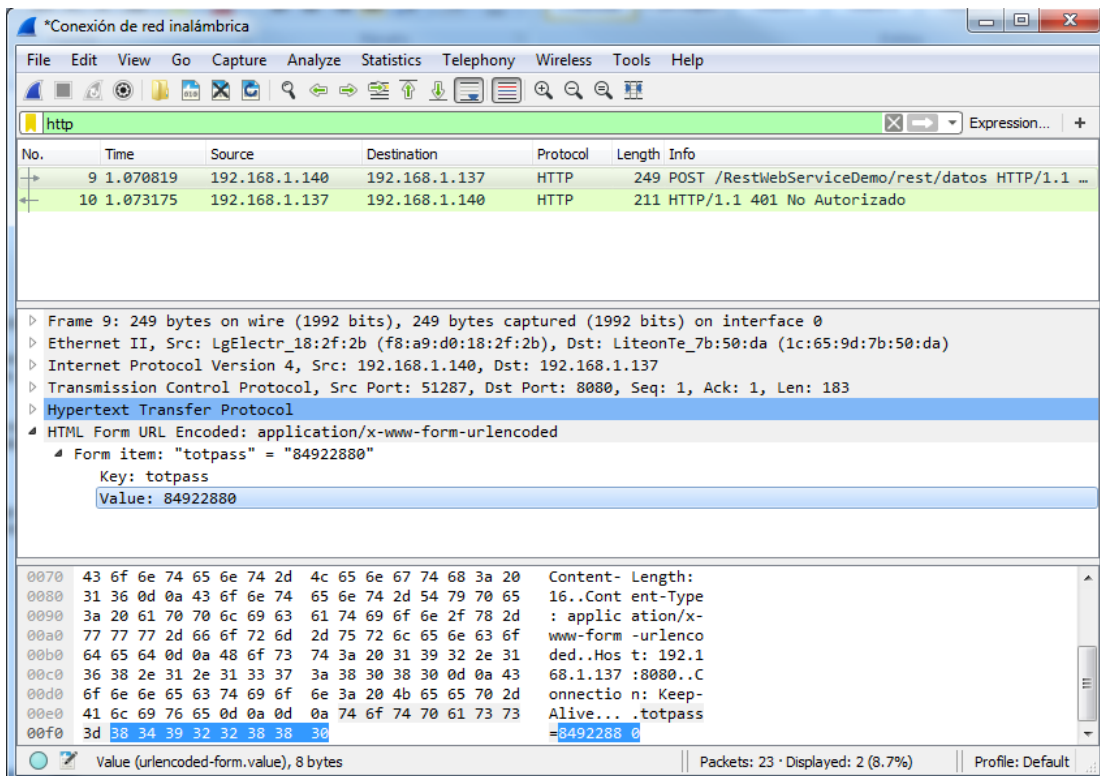 *Conexión de red inalámbrica
File Edit View Go Capture Analyze Statistics Telephony Wireless Tools Help
http Expression... +
No. Time Source Destination Protocol Length Info
9 1.070819 192.168.1.140 192.168.1.137 HTTP 249 POST /RestWebServiceDemo/rest/datos HTTP/1.1 …
10 1.073175 192.168.1.137 192.168.1.140 HTTP 211 HTTP/1.1 401 No Autorizado
Frame 9: 249 bytes on wire (1992 bits), 249 bytes captured (1992 bits) on interface 0
Ethernet II, Src: LgElectr_18:2f:2b (f8:a9:d0:18:2f:2b), Dst: LiteonTe_7b:50:da (1c:65:9d:7b:50:da)
Internet Protocol Version 4, Src: 192.168.1.140, Dst: 192.168.1.137
Transmission Control Protocol, Src Port: 51287, Dst Port: 8080, Seq: 1, Ack: 1, Len: 183
Hypertext Transfer Protocol
HTML Form URL Encoded: application/x-www-form-urlencoded
Form item: "totpass" = "84922880"
Key: totpass
Value: 84922880
0070 43 6f 6e 74 65 6e 74 2d 4c 65 6e 67 74 68 3a 20 Content- Length:
0080 31 36 0d 0a 43 6f 6e 74 65 6e 74 2d 54 79 70 65 16..Cont ent-Type
0090 3a 20 61 70 70 6c 69 63 61 74 69 6f 6e 2f 78 2d : applic ation/x-
00a0 77 77 77 2d 66 6f 72 6d 2d 75 72 6c 65 6e 63 6f www-form -urlenco
00b0 64 65 64 0d 0a 48 6f 73 74 3a 20 31 39 32 2e 31 ded..Hos t: 192.1
00c0 36 38 2e 31 2e 31 33 37 3a 38 30 38 30 0d 0a 43 68.1.137 :8080..C
00d0 6f 6e 6e 65 63 74 69 6f 6e 3a 20 4b 65 65 70 2d onnectio n: Keep-
00e0 41 6c 69 76 65 0d 0a 0d 0a 74 6f 74 70 61 73 73 Alive... .totpass
00f0 3d 38 34 39 32 32 38 38 30 =8492288 0
Value (urlencoded-form.value), 8 bytes Packets: 23 · Displayed: 2 (8.7%) Profile: Default